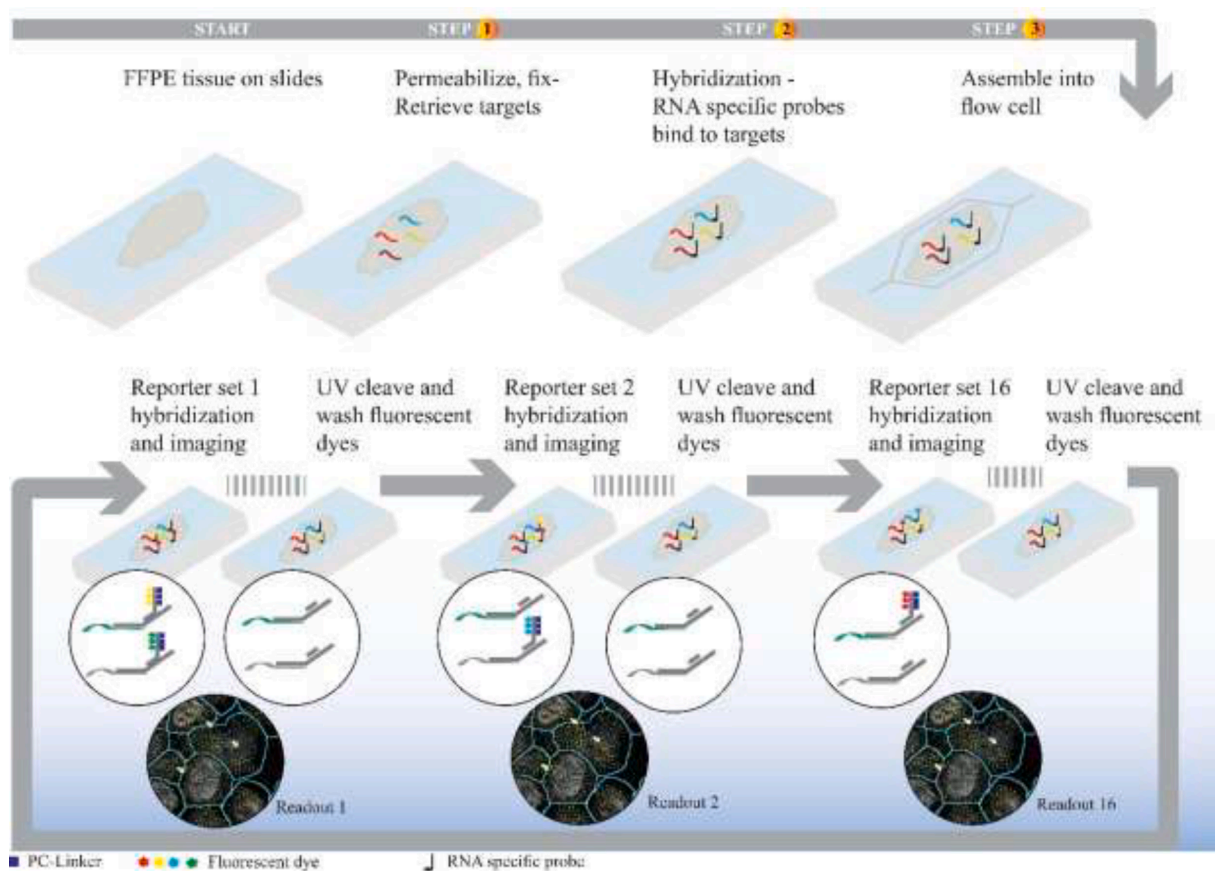 START
STEP 1
STEP 2
STEP 3
FFPE tissue on slides
Permeabilize, fix-
Retrieve targets
Hybridization -
RNA specific probes
bind to targets
Assemble into
flow cell
Reporter set 1
hybridization
and imaging
UV cleave and
wash fluorescent
dyes
Reporter set 2
hybridization
and imaging
UV cleave and
wash fluorescent
dyes
Reporter set 16
hybridization
and imaging
UV cleave and
wash fluorescent
dyes
Readout 1
Readout 2
Readout 16
PC-Linker
Fluorescent dye
RNA specific probe